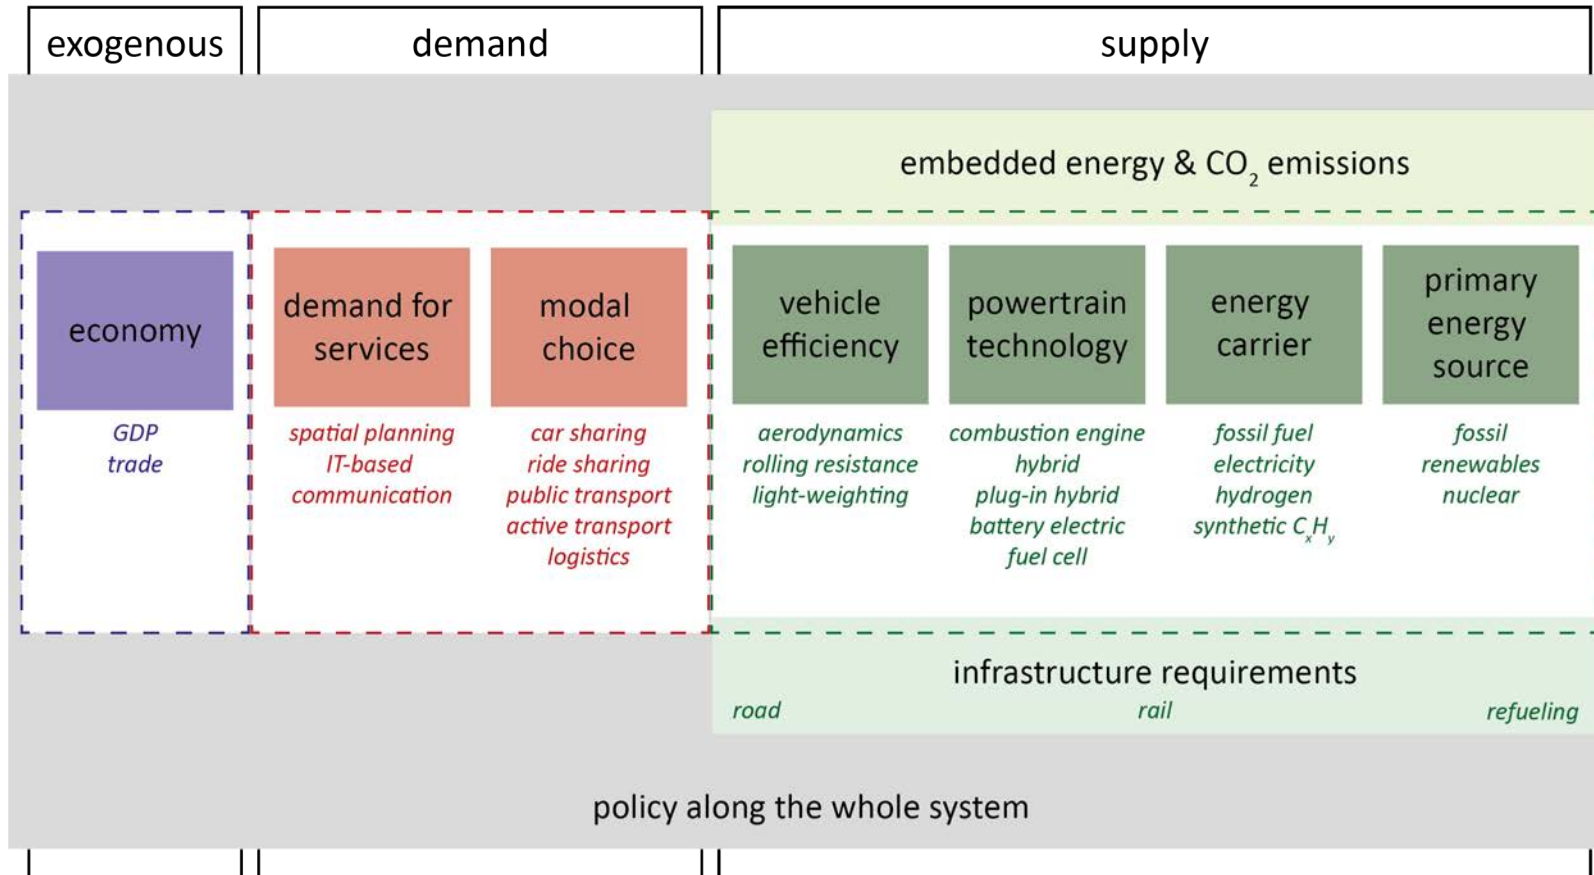 exogenous
demand
supply
embedded energy & CO₂ emissions
economy
GDP
trade
demand for
services
spatial planning
IT-based
communication
modal
choice
car sharing
ride sharing
public transport
active transport
logistics
vehicle
efficiency
aerodynamics
rolling resistance
light-weighting
powertrain
technology
combustion engine
hybrid
plug-in hybrid
battery electric
fuel cell
energy
carrier
fossil fuel
electricity
hydrogen
synthetic CₓHᵧ
primary
energy
source
fossil
renewables
nuclear
infrastructure requirements
road rail refueling
policy along the whole system